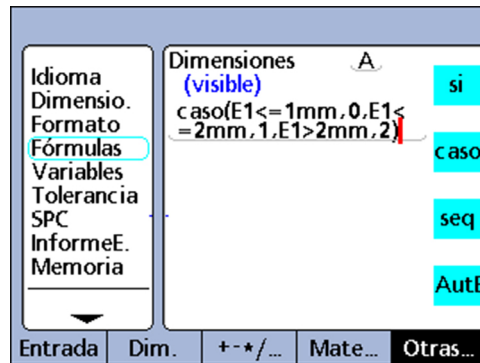 Idioma
Dimensio.
Formato
Fórmulas
Variables
Tolerancia
SPC
InformeE.
Memoria
Dimensiones A
(visible)
caso(E1<=1mm,0,E1<
=2mm,1,E1>2mm,2)
si
caso
seq
AutE
Entrada Dim. +-*/... Mate... Otras...